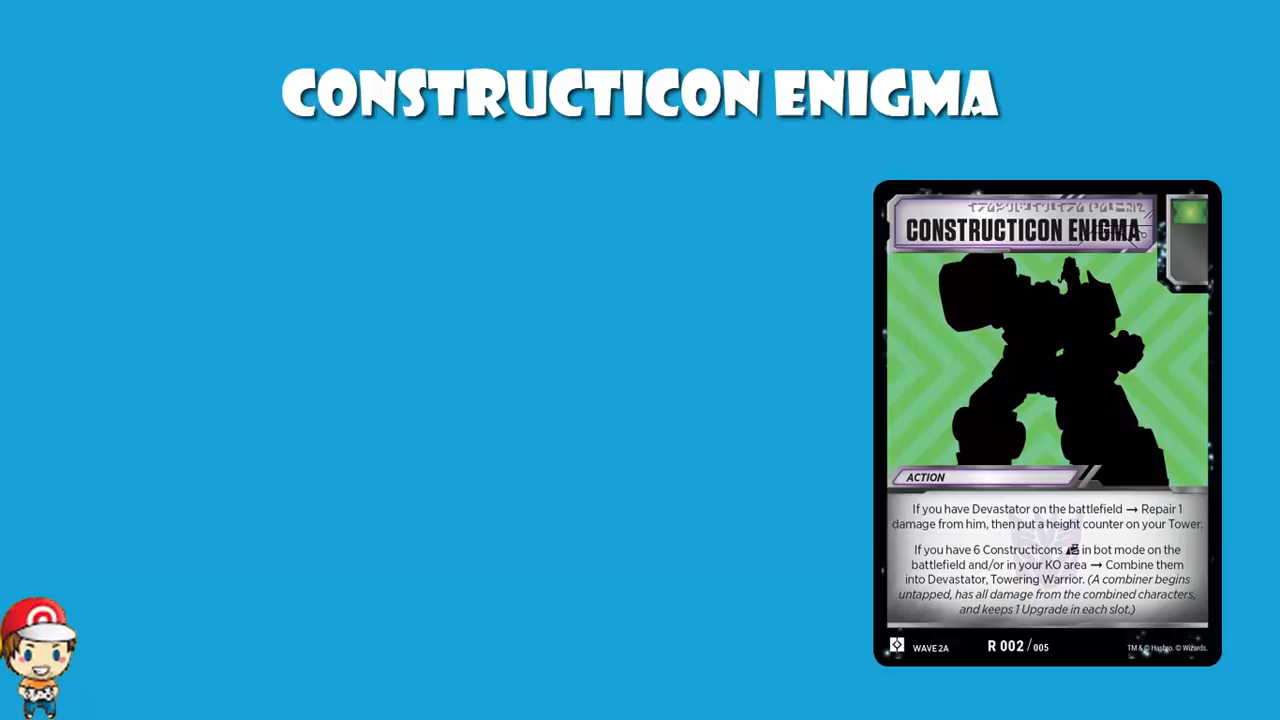 CONSTRUCTICON ENIGMA
CONSTRUCTICON ENIGMA
ACTION
If you have Devastator on the battlefield → Repair 1
damage from him, then put a height counter on your Tower.
If you have 6 Constructicons in bot mode on the
battlefield and/or in your KO area → Combine them
into Devastator, Towering Warrior. (A combiner begins
untapped, has all damage from the combined characters,
and keeps 1 Upgrade in each slot.)
WAVE 2A
R 002/005
TM & © Hasbro. © Wizards.